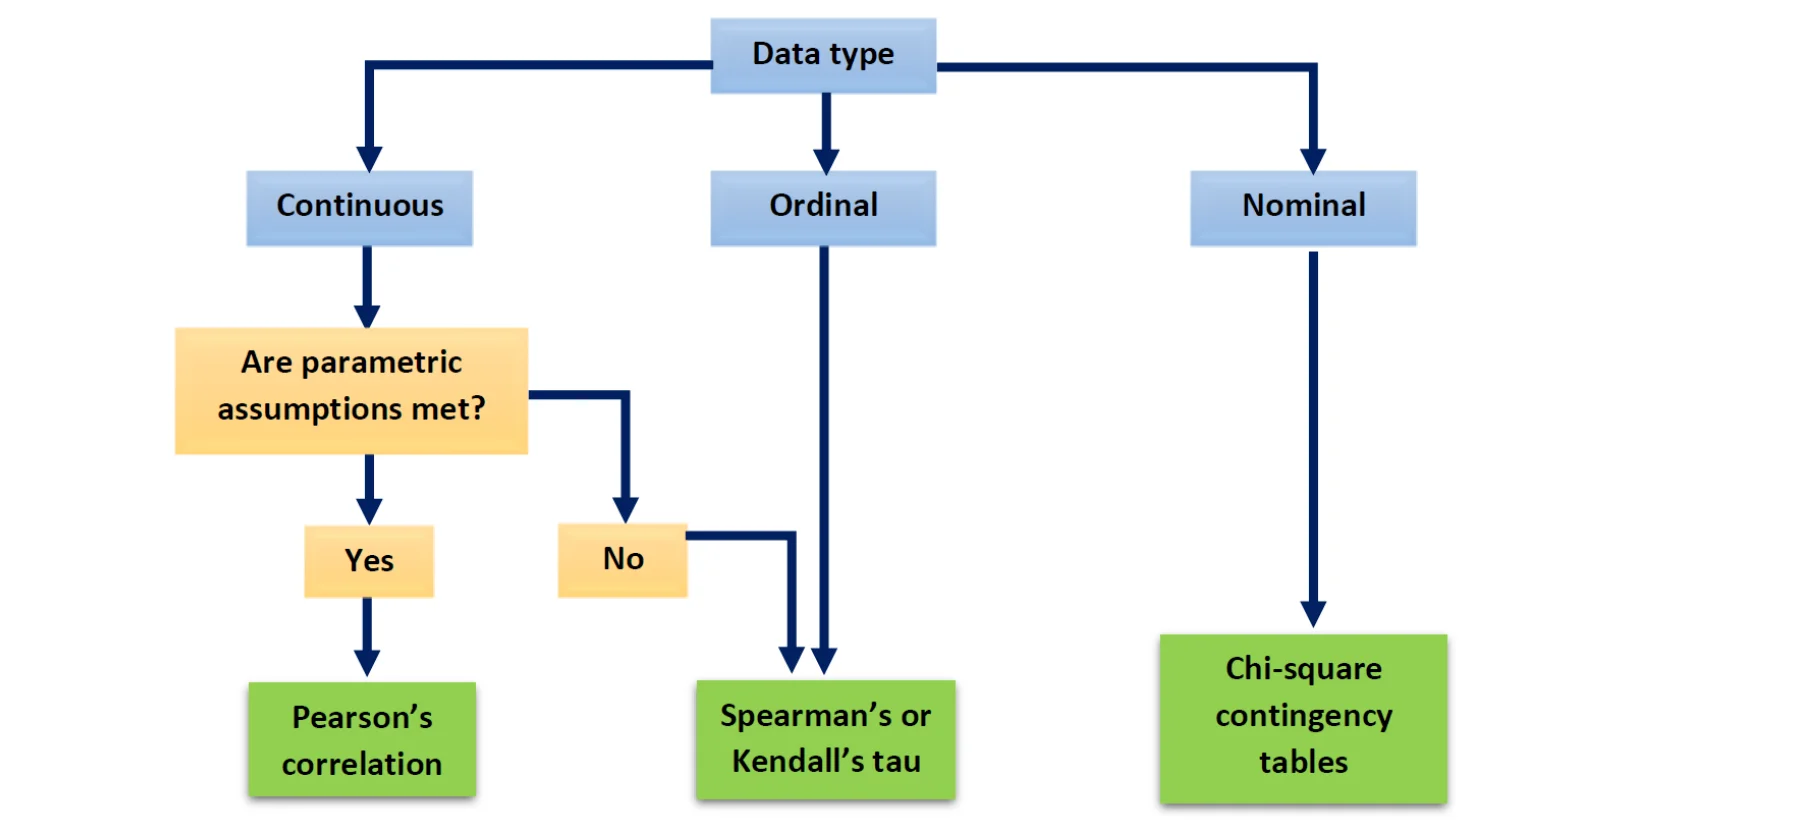 Data type
Continuous
Ordinal
Nominal
Are parametric
assumptions met?
Yes
No
Pearson’s
correlation
Spearman’s or
Kendall’s tau
Chi-square
contingency
tables